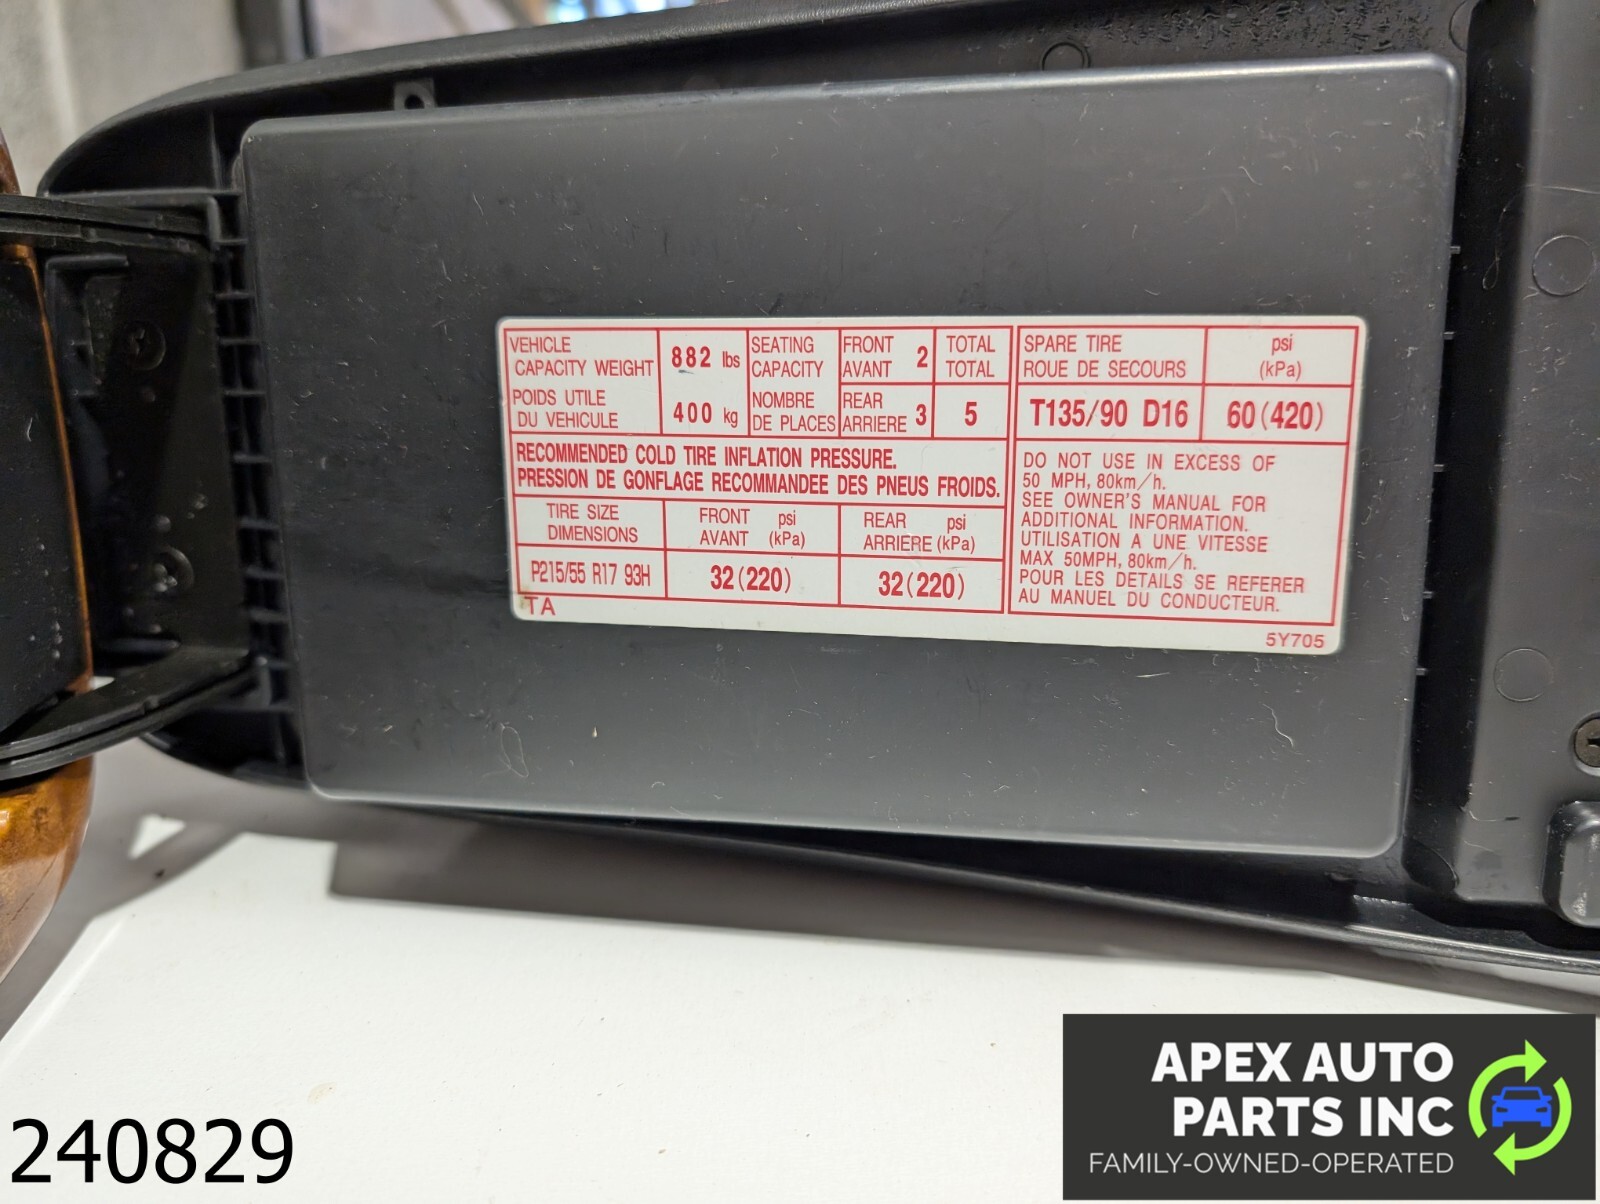 VEHICLE
CAPACITY WEIGHT
882 lbs
POIDS UTILE
DU VEHICULE
400 kg
SEATING
CAPACITY
FRONT
AVANT
2
TOTAL
TOTAL
NOMBRE
DE PLACES
REAR
ARRIERE
3
5
RECOMMENDED COLD TIRE INFLATION PRESSURE.
PRESSION DE GONFLAGE RECOMMANDEE DES PNEUS FROIDS.
TIRE SIZE
DIMENSIONS
FRONT psi
AVANT (kPa)
REAR psi
ARRIERE (kPa)
P215/55 R17 93H
32(220)
32(220)
TA
SPARE TIRE
ROUE DE SECOURS
psi
(kPa)
T135/90 D16
60(420)
DO NOT USE IN EXCESS OF
50 MPH, 80km/h.
SEE OWNER'S MANUAL FOR
ADDITIONAL INFORMATION.
UTILISATION A UNE VITESSE
MAX 50MPH, 80km/h.
POUR LES DETAILS SE REFERER
AU MANUEL DU CONDUCTEUR.
5Y705
240829
APEX AUTO
PARTS INC
FAMILY-OWNED-OPERATED